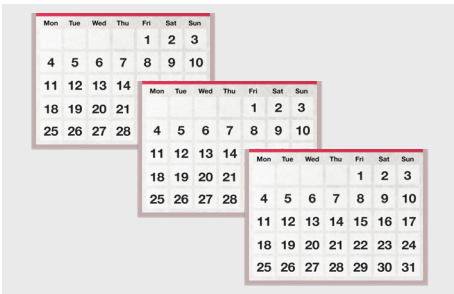 Mon Tue Wed Thu Fri Sat Sun
1 2 3
4 5 6 7 8 9 10
11 12 13 14
18 19 20 21
25 26 27 28
Mon Tue Wed Thu Fri Sat Sun
1 2 3
4 5 6 7 8 9 10
11 12 13 14
18 19 20 21
25 26 27 28
Mon Tue Wed Thu Fri Sat Sun
1 2 3
4 5 6 7 8 9 10
11 12 13 14 15 16 17
18 19 20 21 22 23 24
25 26 27 28 29 30 31